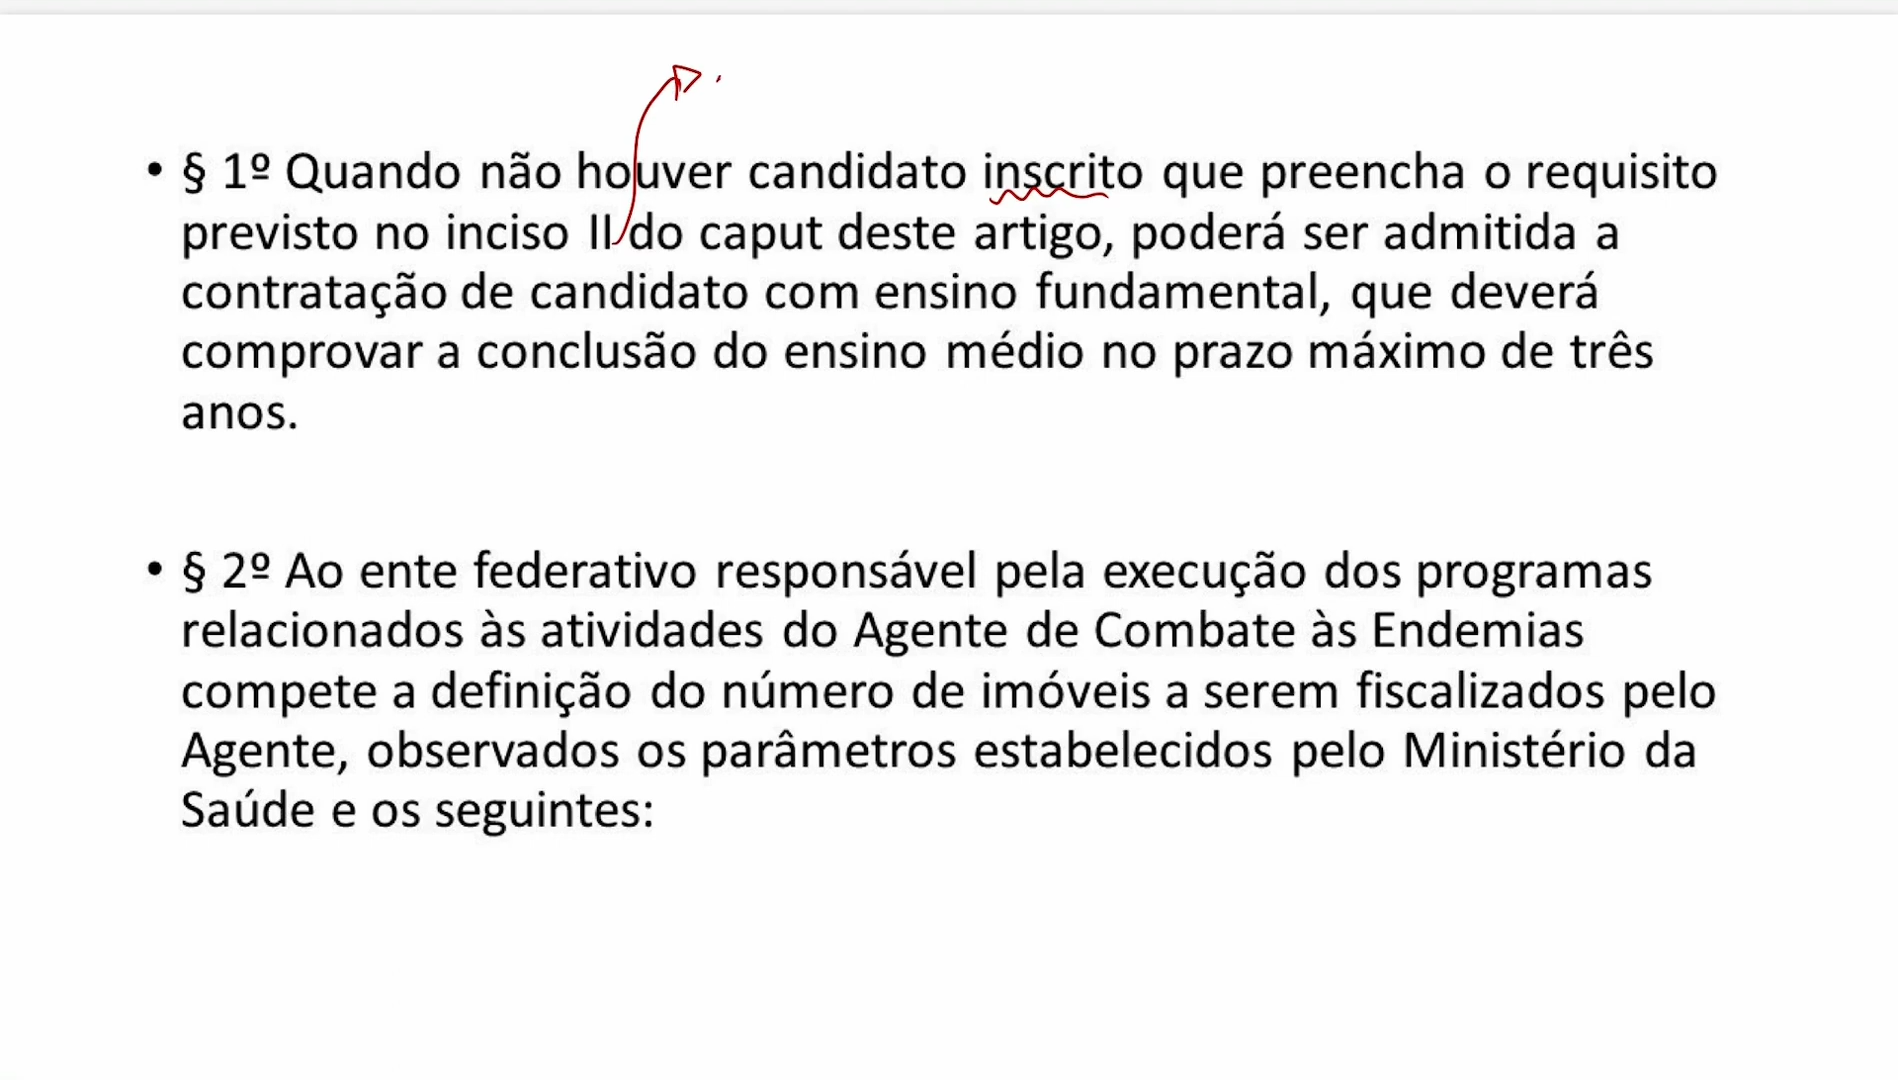 • § 1º Quando não houver candidato inscrito que preencha o requisito
previsto no inciso II do caput deste artigo, poderá ser admitida a
contratação de candidato com ensino fundamental, que deverá
comprovar a conclusão do ensino médio no prazo máximo de três
anos.
• § 2º Ao ente federativo responsável pela execução dos programas
relacionados às atividades do Agente de Combate às Endemias
compete a definição do número de imóveis a serem fiscalizados pelo
Agente, observados os parâmetros estabelecidos pelo Ministério da
Saúde e os seguintes: